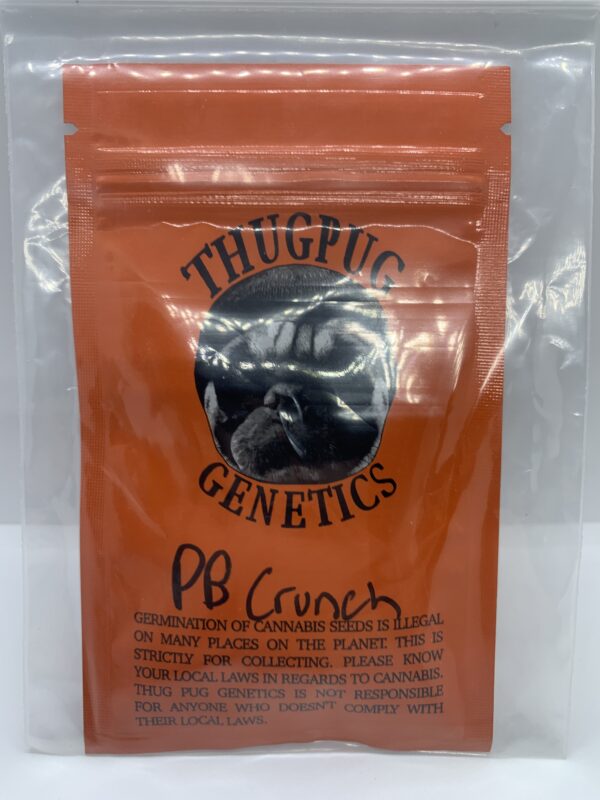 THUGPUG
GENETICS
PB Crunch
GERMINATION OF CANNABIS SEEDS IS ILLEGAL
ON MANY PLACES ON THE PLANET. THIS IS
STRICTLY FOR COLLECTING. PLEASE KNOW
YOUR LOCAL LAWS IN REGARDS TO CANNABIS.
THUG PUG GENETICS IS NOT RESPONSIBLE
FOR ANYONE WHO DOESN'T COMPLY WITH
THEIR LOCAL LAWS.